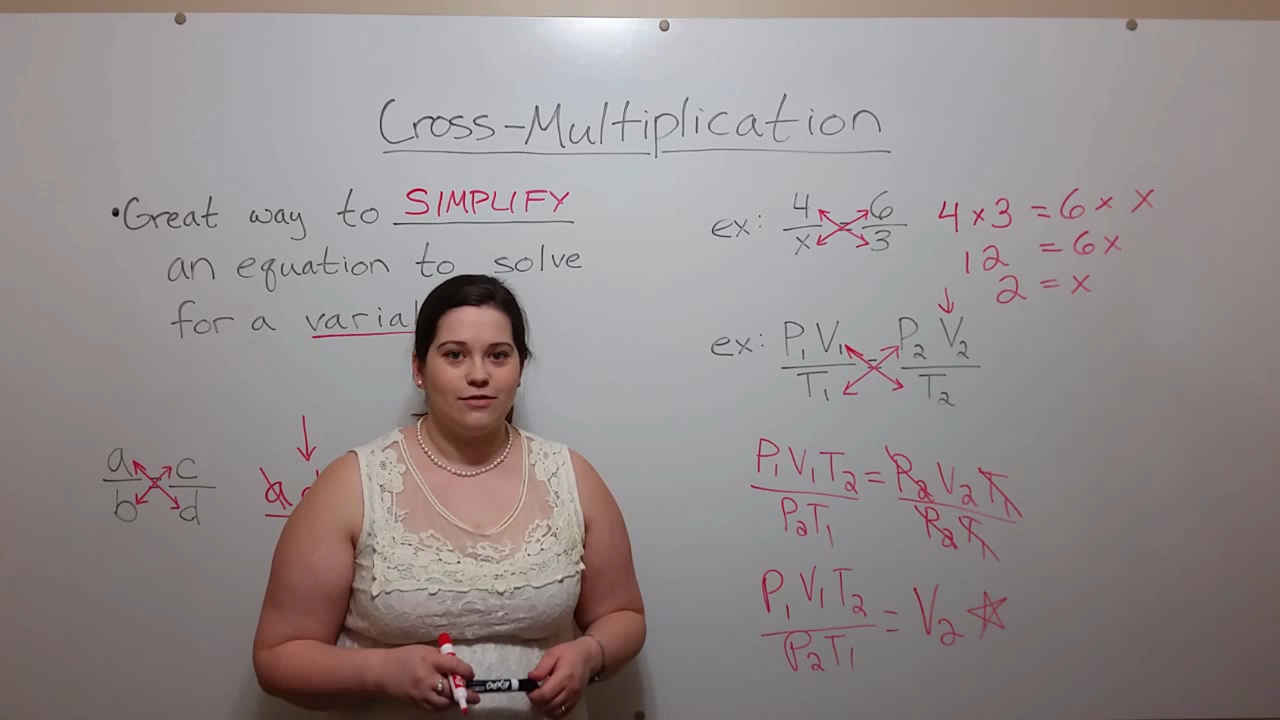 Cross-Multiplication
•Great way to SIMPLIFY
an equation to solve
for a
a/b c/d
a
ex: 4/x = 6/3
4 x 3 = 6 x x
12 = 6x
2 = x
ex: P₁V₁/T₁ = P₂V₂/T₂
P₁V₁T₂/P₂T₁ = P₂V₂T₁/P₂T₁
P₁V₁T₂/P₂T₁ = V₂ ☆
EXPO